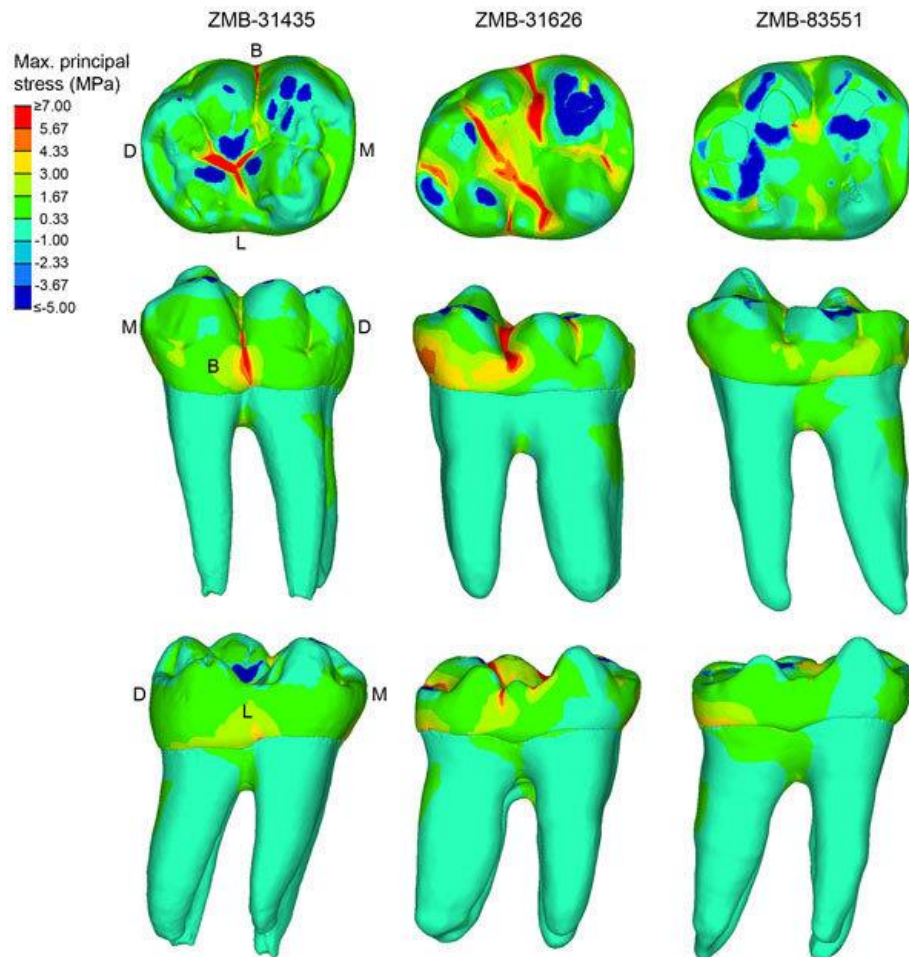 ZMB-31435
ZMB-31626
ZMB-83551
Max. principal
stress (MPa)
≥7.00
5.67
4.33
3.00
1.67
0.33
-1.00
-2.33
-3.67
≤-5.00
B
D
M
L
M
B
D
D
L
M